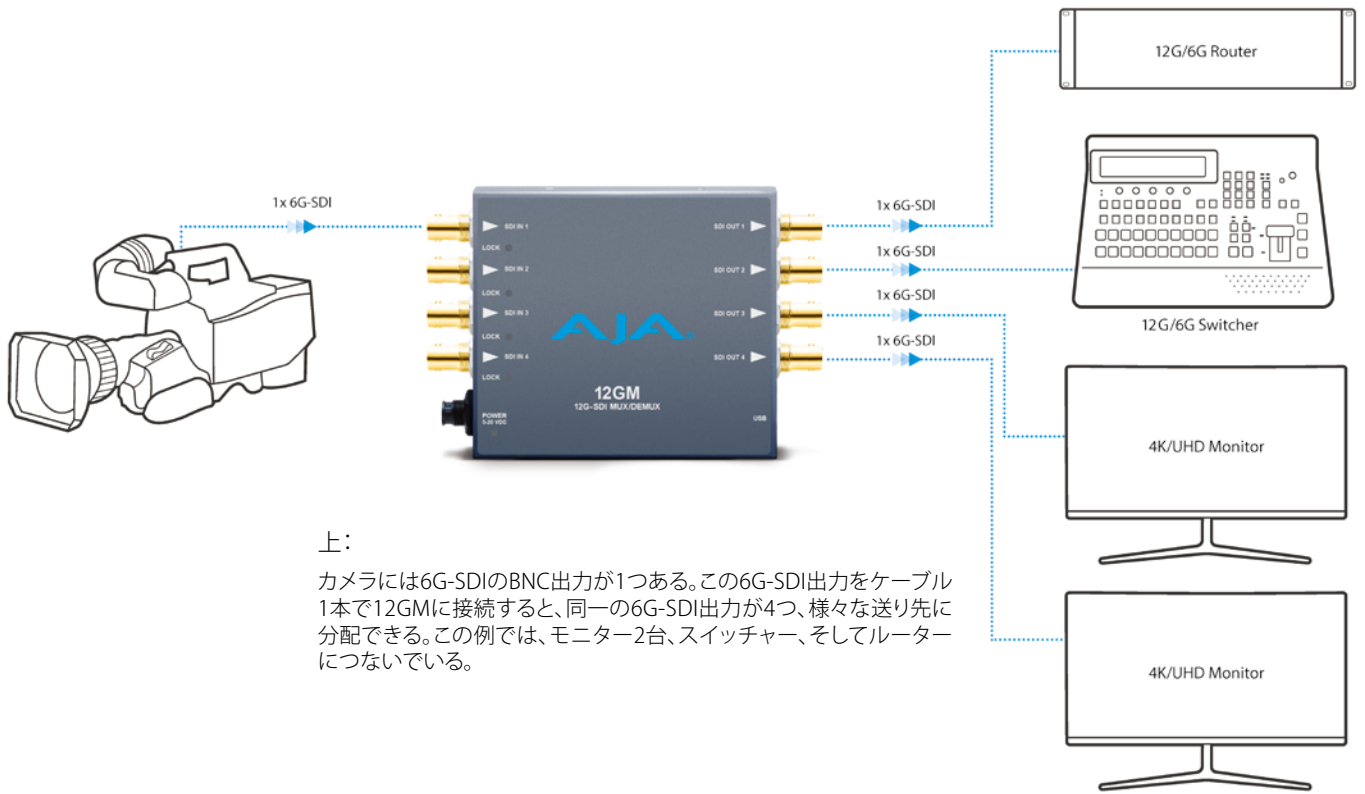 12G/6G Router
1x 6G-SDI
1x 6G-SDI
SDI IN 1
SDI OUT 1
LOCK
1x 6G-SDI
SDI IN 2
SDI OUT 2
LOCK
1x 6G-SDI
SDI IN 3
SDI OUT 3
12G/6G Switcher
LOCK
AJA
1x 6G-SDI
SDI IN 4
SDI OUT 4
LOCK
12GM
12G-SDI MUX/DEMUX
POWER
5-20 VDC
USB
4K/UHD Monitor
上：
カメラには6G-SDIのBNC出力が1つある。この6G-SDI出力をケーブル
1本で12GMに接続すると、同一の6G-SDI出力が4つ、様々な送り先に
分配できる。この例では、モニター2台、スイッチャー、そしてルーター
につないでいる。
4K/UHD Monitor